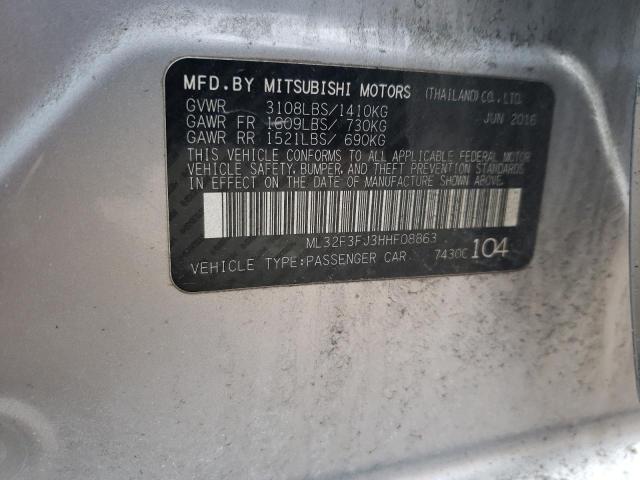 MFD.BY MITSUBISHI MOTORS (THAILAND) CO., LTD.
GVWR 3108LBS/1410KG JUN 2016
GAWR FR 1609LBS/ 730KG
GAWR RR 1521LBS/ 690KG
THIS VEHICLE CONFORMS TO ALL APPLICABLE FEDERAL MOTOR
VEHICLE SAFETY, BUMPER, AND THEFT PREVENTION STANDARDS
IN EFFECT ON THE DATE OF MANUFACTURE SHOWN ABOVE.
ML32F3FJ3HHF08863
VEHICLE TYPE:PASSENGER CAR 7430C 104